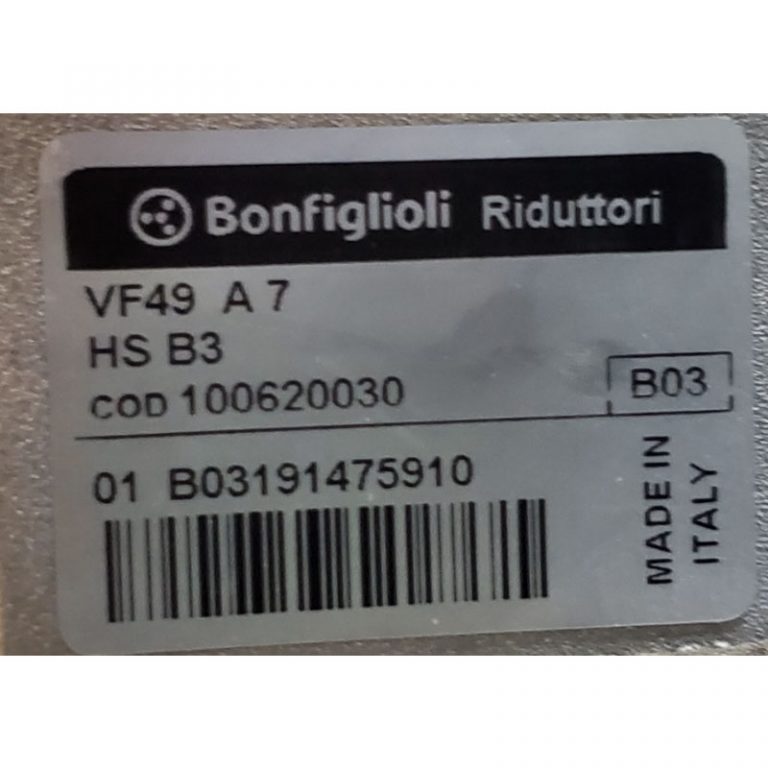 Bonfiglioli Riduttori
VF49 A 7
HS B3
COD 100620030
B03
01 B03191475910
MADE IN
ITALY